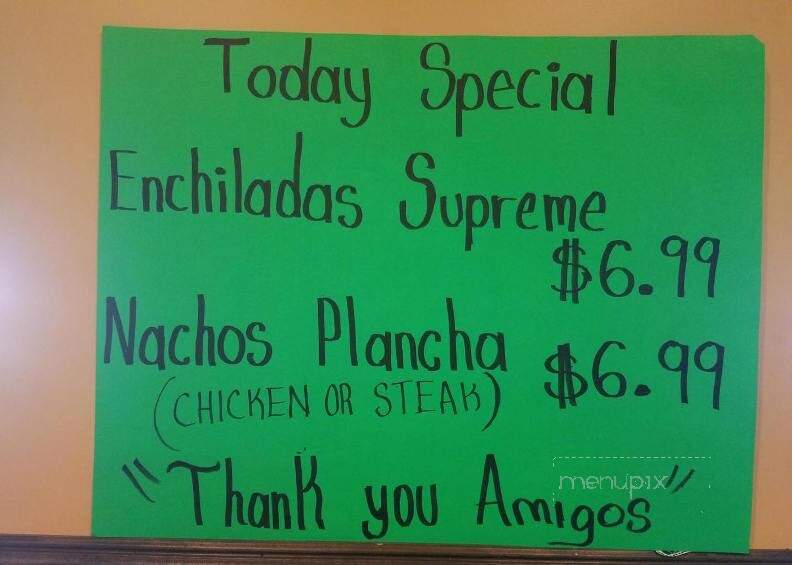 Today Special
Enchiladas Supreme
$6.99
Nachos Plancha $6.99
(CHICKEN OR STEAK)
"Thank you Amigos"
menupix